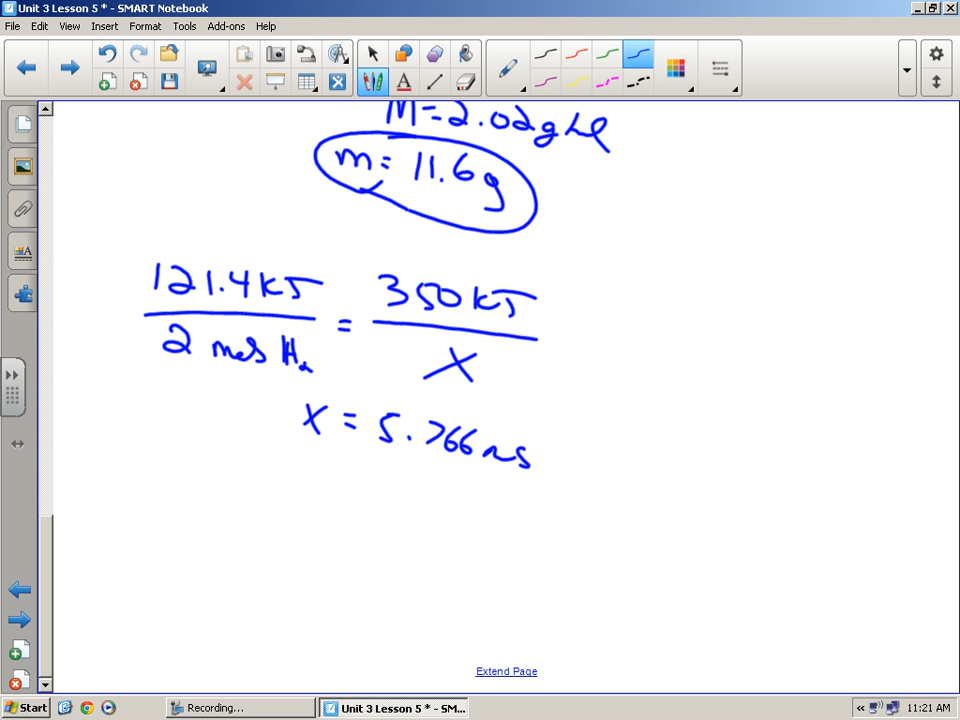 Unit 3 Lesson 5 * - SMART Notebook
File Edit View Insert Format Tools Add-ons Help
M=2.02g
m= 11.6g
121.4kJ = 350kJ
2 mols H₂ X
X = 5.766
Extend Page
Start Recording... Unit 3 Lesson 5 * - SM... « 11:21 AM